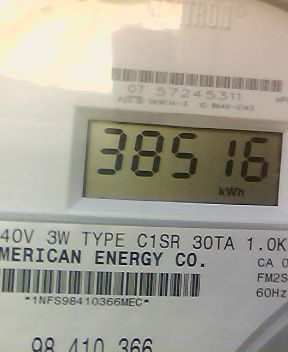 TRON®
07 57245311
38516
kWh
40V 3W TYPE C1SR 30TA 1.0K
MERICAN ENERGY CO.
CA 0
FM2S
*1NFS98410366MEC*
60Hz
98 410 366